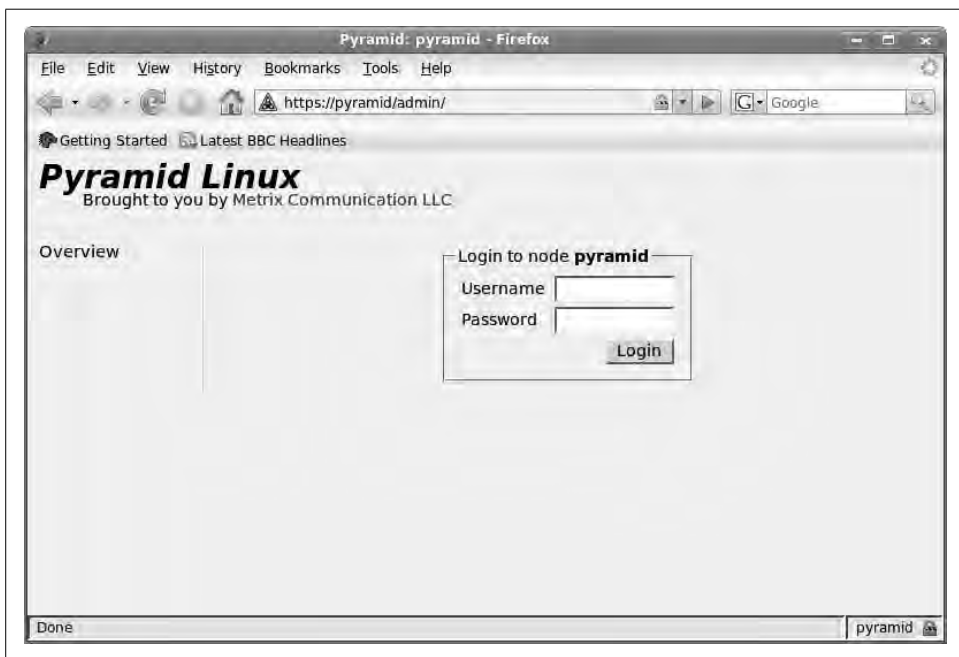 Pyramid: pyramid - Firefox
File Edit View History Bookmarks Tools Help
https://pyramid/admin/
G Google
Getting Started Latest BBC Headlines
Pyramid Linux
Brought to you by Metrix Communication LLC
Overview
Login to node pyramid
Username
Password
Login
Done
pyramid